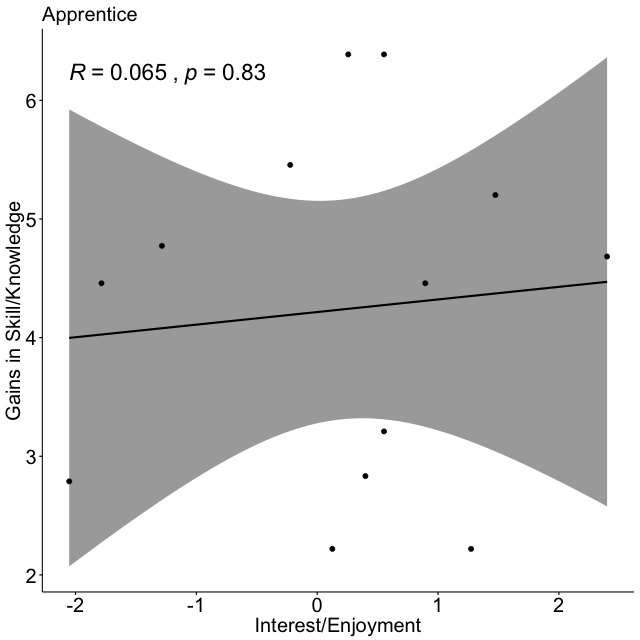 Apprentice
R = 0.065 , p = 0.83
Gains in Skill/Knowledge
6
5
4
3
2
-2 -1 0 1 2
Interest/Enjoyment